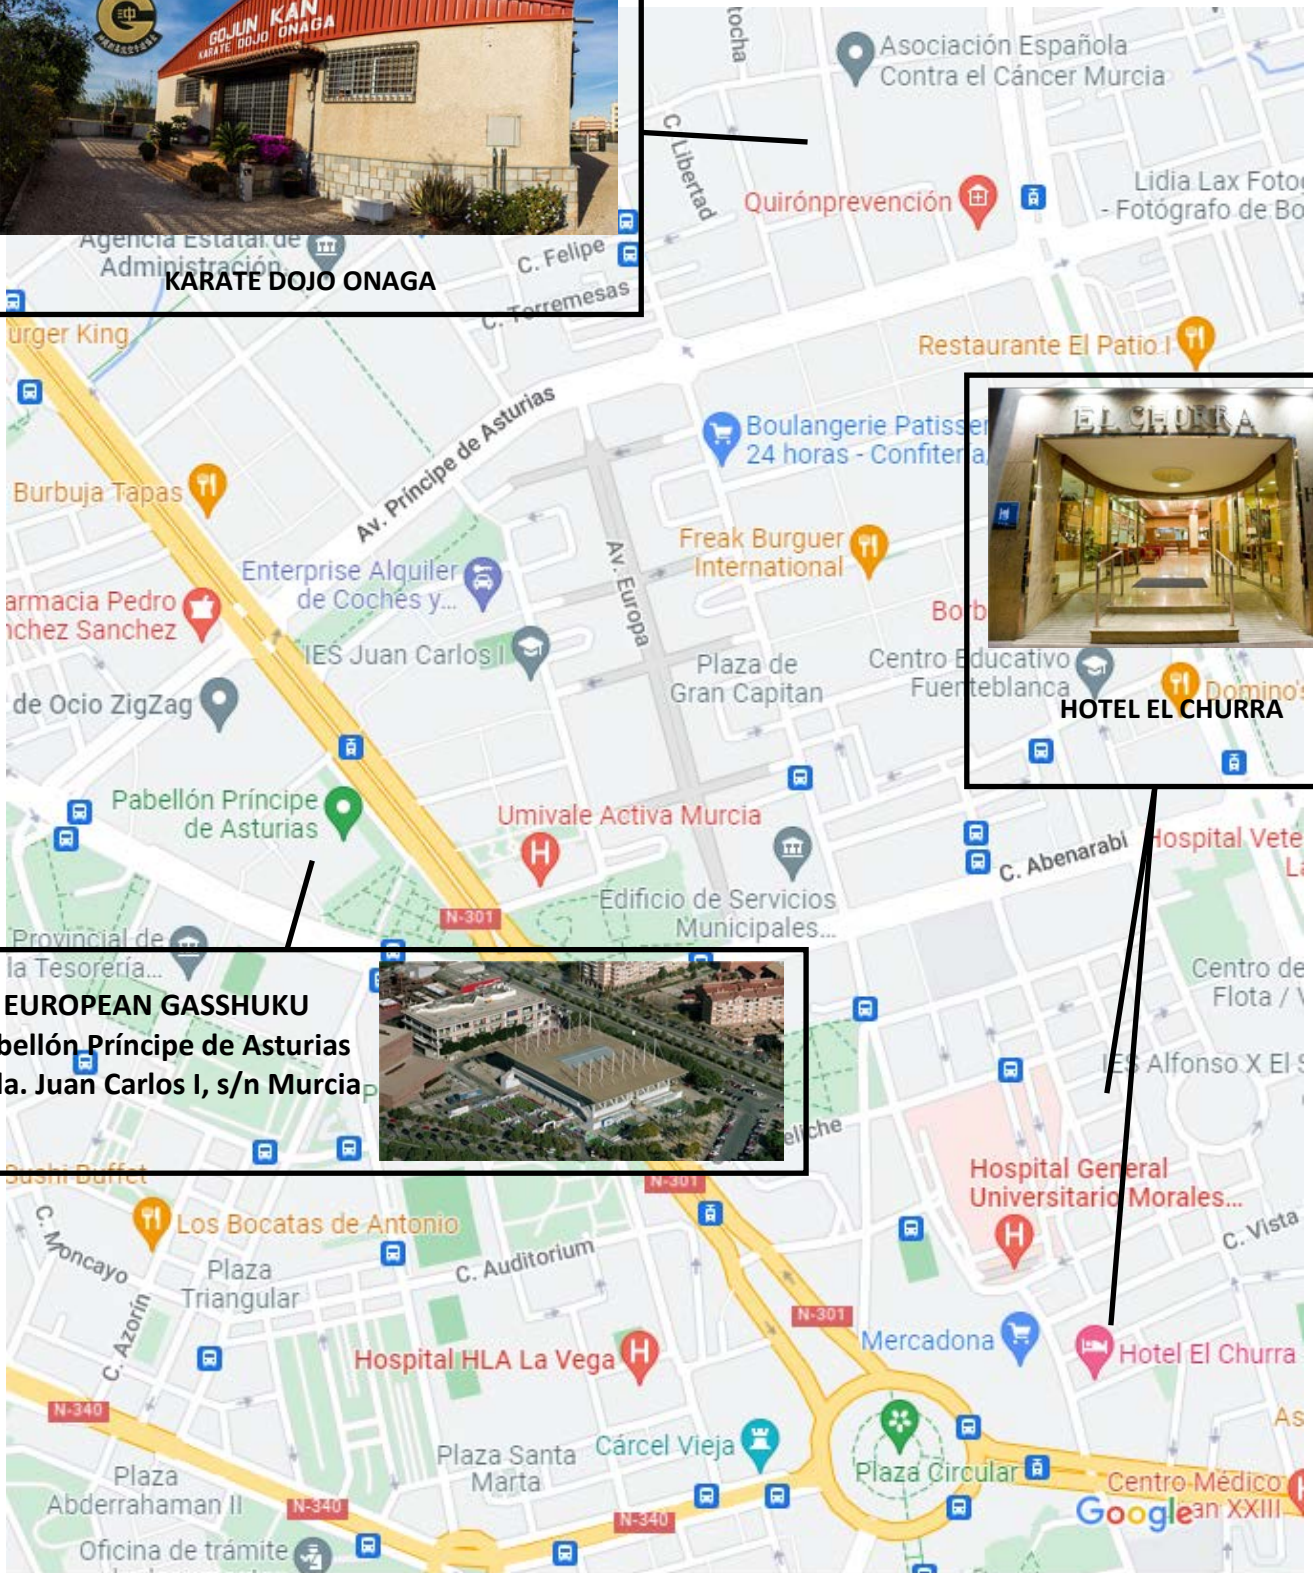 GOJUN KAN
KARATE DOJO ONAGA
Asociación Española
Contra el Cáncer Murcia
C. Libertad
Quirónprevención
Lidia Lax
- Fotógrafo de
Agencia Estatal de
Administración
KARATE DOJO ONAGA
C. Felipe
C. Torremesas
urger King
Restaurante El Patio I
Av. Príncipe de Asturias
Boulangerie
24 horas - Confitería
EL CHURRA
Burbuja Tapas
Freak Burguer
International
Enterprise Alquiler
de Coches y...
Av. Europa
armacia Pedro
nchez Sanchez
IES Juan Carlos I
Plaza de
Gran Capitan
Centro Educativo
Fuenteblanca
Domino's
de Ocio ZigZag
HOTEL EL CHURRA
Pabellón Príncipe
de Asturias
Umivale Activa Murcia
C. Abenarabi
Hospital
Edificio de Servicios
Municipales...
N-301
Provincial de
la Tesorería...
Centro de
Flota /
EUROPEAN GASSHUKU
bellón Príncipe de Asturias
da. Juan Carlos I, s/n Murcia
IES Alfonso X El
eliche
Sushi Buffet
Hospital General
Universitario Morales...
N-301
Los Bocatas de Antonio
C. Moncayo
C. Vista
Plaza
Triangular
C. Auditorium
C. Azorín
N-301
Mercadona
Hotel El Churra
Hospital HLA La Vega
N-340
Plaza Santa
Marta
Cárcel Vieja
Plaza Circular
Centro Médico
an XXIII
Google
Plaza
Abderrahaman II
N-340
N-340
Oficina de trámite